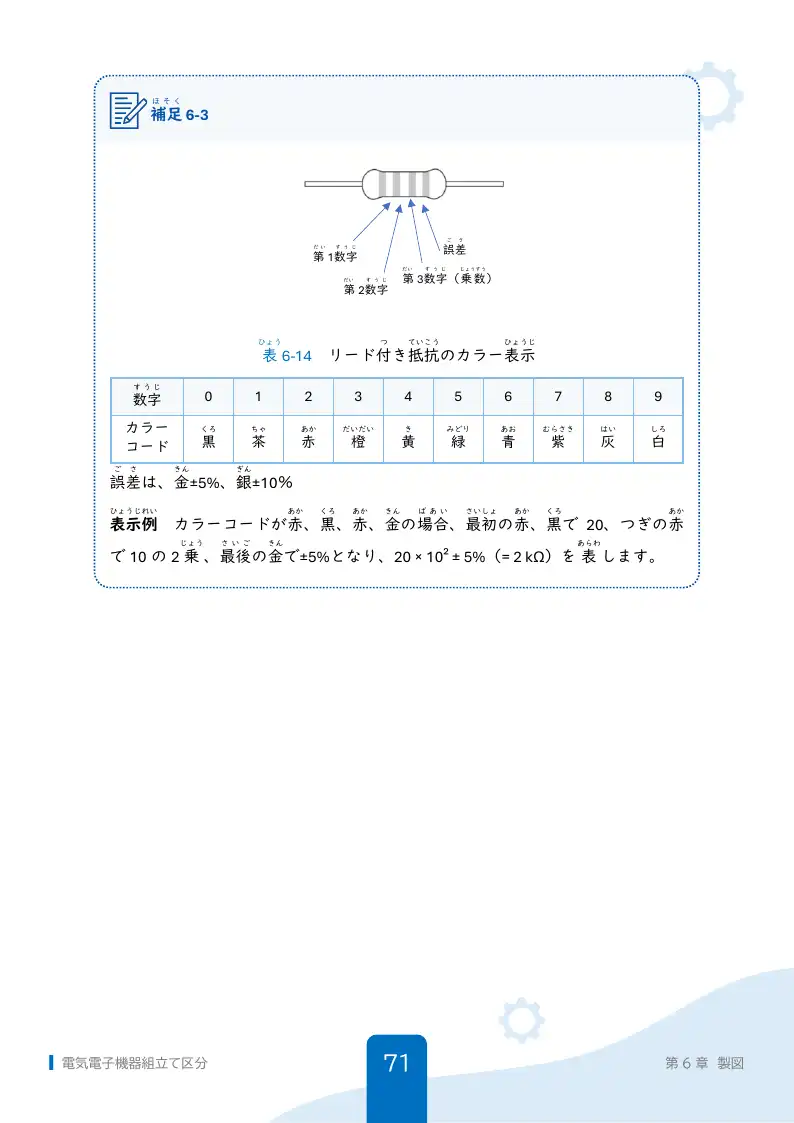 補足 6-3
第 1数字
誤差
第 2数字
第 3数字（乗数）
表 6-14　リード付き抵抗のカラー表示
数字 0 1 2 3 4 5 6 7 8 9
カラーコード 黒 茶 赤 橙 黄 緑 青 紫 灰 白
誤差は、金±5%、銀±10%
表示例　カラーコードが赤、黒、赤、金の場合、最初の赤、黒で 20、つぎの赤
で 10 の 2 乗、最後の金で±5%となり、20 × 10² ± 5%（= 2 kΩ）を表します。
電気電子機器組立て区分
71
第 6 章 製図